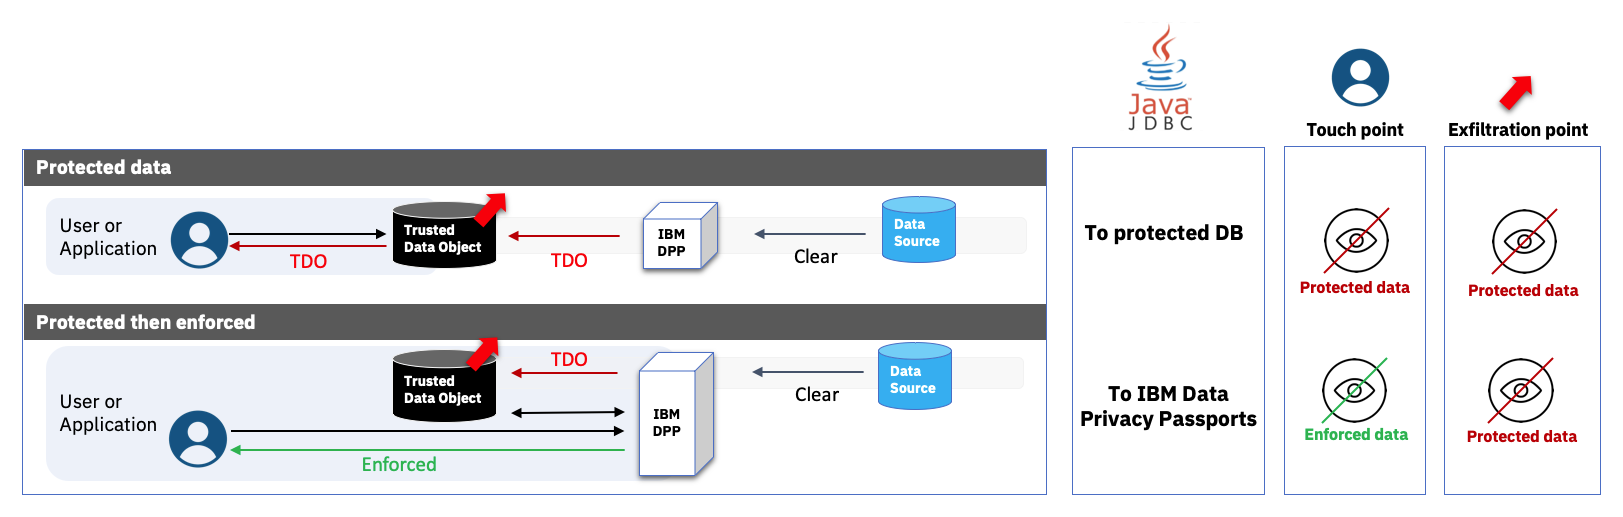 Java
JDBC
Touch point
Exfiltration point
Protected data
User or
Application
TDO
Trusted
Data Object
TDO
IBM
DPP
Clear
Data
Source
To protected DB
Protected data
Protected data
Protected then enforced
User or
Application
Trusted
Data Object
TDO
Enforced
IBM
DPP
Clear
Data
Source
To IBM Data
Privacy Passports
Enforced data
Protected data